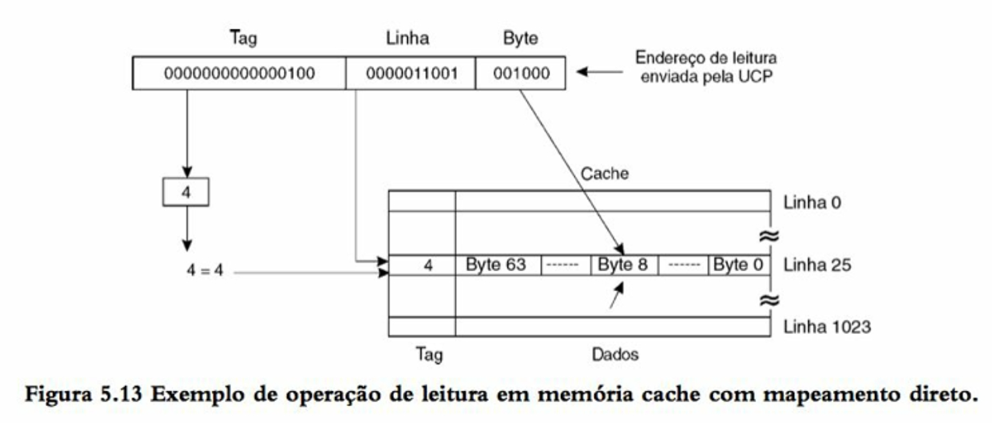 Tag Linha Byte
0000000000000100 0000011001 001000
Endereço de leitura
enviada pela UCP
Cache
4
Linha 0
4 = 4
4 Byte 63 ------ Byte 8 ------ Byte 0 Linha 25
Linha 1023
Tag Dados
Figura 5.13 Exemplo de operação de leitura em memória cache com mapeamento direto.